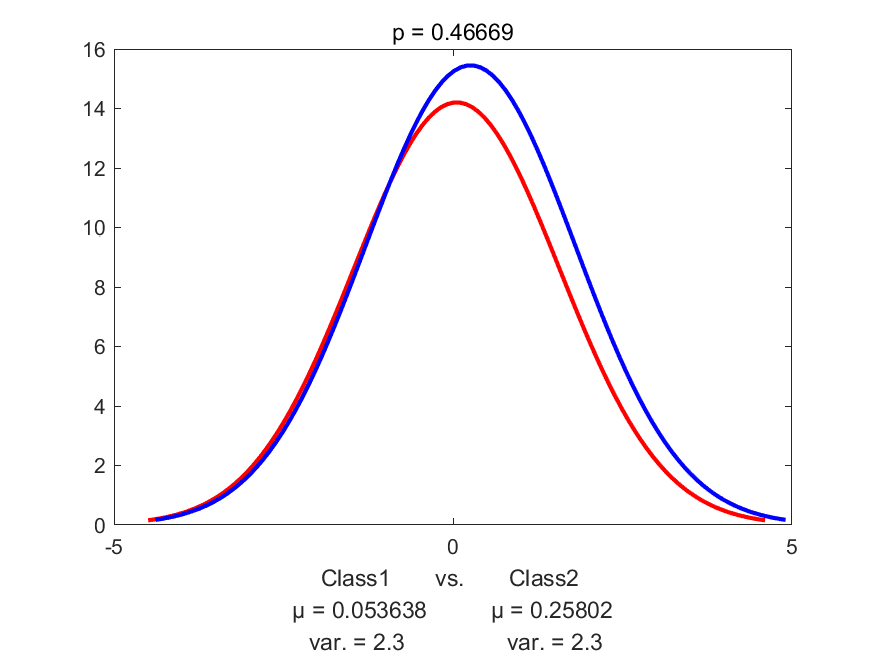 p = 0.46669
16
14
12
10
8
6
4
2
0
-5 0 5
Class1 vs. Class2
μ = 0.053638 μ = 0.25802
var. = 2.3 var. = 2.3